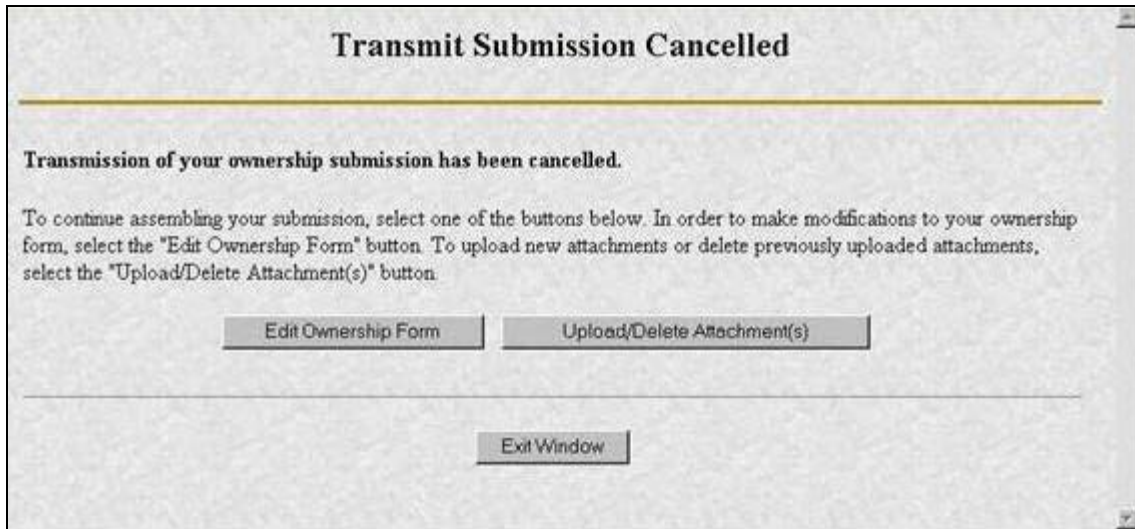 Transmit Submission Cancelled
Transmission of your ownership submission has been cancelled.
To continue assembling your submission, select one of the buttons below. In order to make modifications to your ownership
form, select the "Edit Ownership Form" button. To upload new attachments or delete previously uploaded attachments,
select the "Upload/Delete Attachment(s)" button.
Edit Ownership Form Upload/Delete Attachment(s)
Exit Window